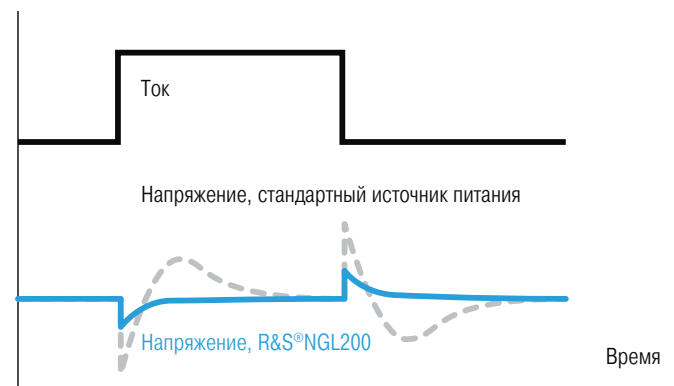 Ток
Напряжение, стандартный источник питания
Напряжение, R&S®NGL200
Время